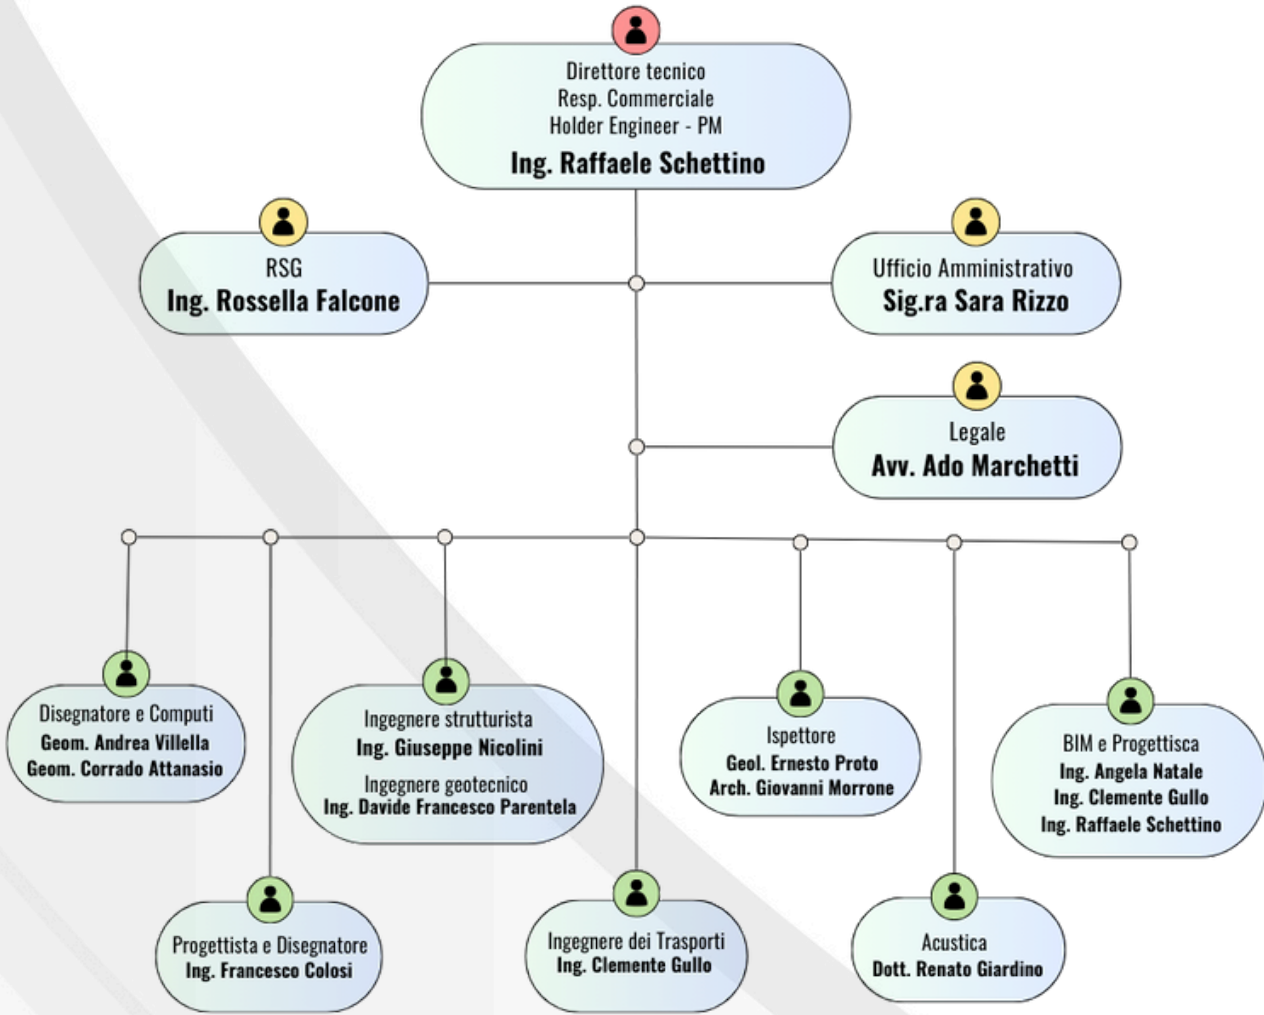 Direttore tecnico
Resp. Commerciale
Holder Engineer - PM
Ing. Raffaele Schettino
RSG
Ing. Rossella Falcone
Ufficio Amministrativo
Sig.ra Sara Rizzo
Legale
Avv. Ado Marchetti
Disegnatore e Computi
Geom. Andrea Villella
Geom. Corrado Attanasio
Ingegnere strutturista
Ing. Giuseppe Nicolini
Ingegnere geotecnico
Ing. Davide Francesco Parentela
Ispettore
Geol. Ernesto Proto
Arch. Giovanni Morrone
BIM e Progettisca
Ing. Angela Natale
Ing. Clemente Gullo
Ing. Raffaele Schettino
Progettista e Disegnatore
Ing. Francesco Colosi
Ingegnere dei Trasporti
Ing. Clemente Gullo
Acustica
Dott. Renato Giardino